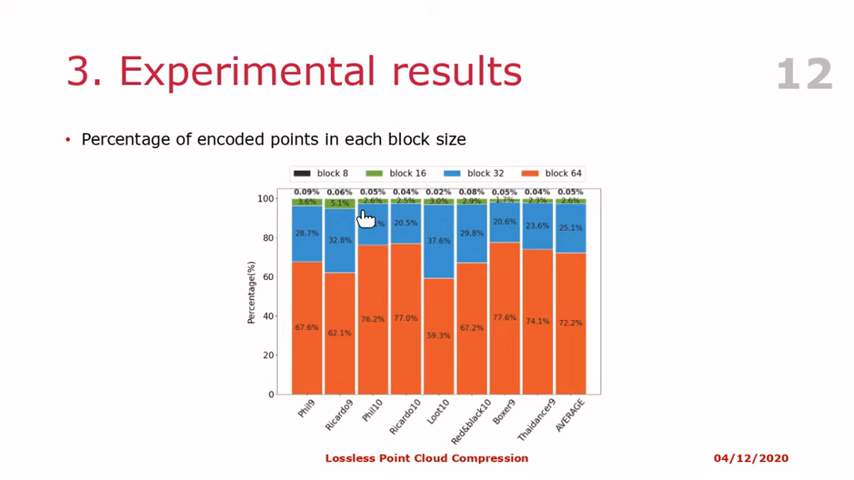 3. Experimental results
12
• Percentage of encoded points in each block size
block 8 block 16 block 32 block 64
0.09% 0.06% 0.05% 0.04% 0.02% 0.08% 0.05% 0.04% 0.05%
3.6% 5.1% 2.6% 2.5% 3.0% 2.9% 1.7% 2.3% 2.6%
28.7% 32.8% 20.5% 37.6% 29.8% 20.6% 23.6% 25.1%
67.6% 62.1% 76.2% 77.0% 59.3% 67.2% 77.6% 74.1% 72.2%
100
80
60
40
20
0
Percentage(%)
Phil9 Ricardo9 Phil10 Ricardo10 Loot10 Red&black10 Boxer9 Thaidancer9 AVERAGE
Lossless Point Cloud Compression
04/12/2020